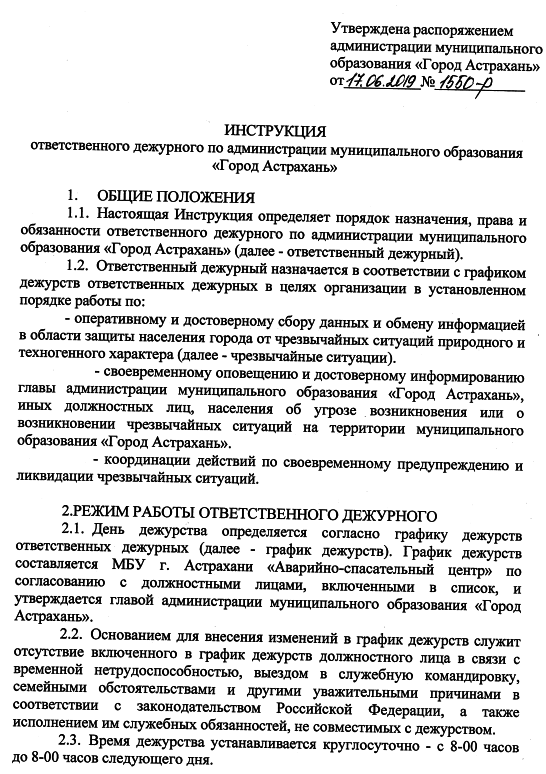 Утверждена распоряжением
администрации муниципального
образования «Город Астрахань»
от 17.06.2019 № 1550-р
ИНСТРУКЦИЯ
ответственного дежурного по администрации муниципального образования
«Город Астрахань»
1. ОБЩИЕ ПОЛОЖЕНИЯ
1.1. Настоящая Инструкция определяет порядок назначения, права и
обязанности ответственного дежурного по администрации муниципального
образования «Город Астрахань» (далее - ответственный дежурный).
1.2. Ответственный дежурный назначается в соответствии с графиком
дежурств ответственных дежурных в целях организации в установленном
порядке работы по:
- оперативному и достоверному сбору данных и обмену информацией
в области защиты населения города от чрезвычайных ситуаций природного и
техногенного характера (далее - чрезвычайные ситуации).
- своевременному оповещению и достоверному информированию
главы администрации муниципального образования «Город Астрахань»,
иных должностных лиц, населения об угрозе возникновения или о
возникновении чрезвычайных ситуаций на территории муниципального
образования «Город Астрахань».
- координации действий по своевременному предупреждению и
ликвидации чрезвычайных ситуаций.
2.РЕЖИМ РАБОТЫ ОТВЕТСТВЕННОГО ДЕЖУРНОГО
2.1. День дежурства определяется согласно графику дежурств
ответственных дежурных (далее - график дежурств). График дежурств
составляется МБУ г. Астрахани «Аварийно-спасательный центр» по
согласованию с должностными лицами, включенными в список, и
утверждается главой администрации муниципального образования «Город
Астрахань».
2.2. Основанием для внесения изменений в график дежурств служит
отсутствие включенного в график дежурств должностного лица в связи с
временной нетрудоспособностью, выездом в служебную командировку,
семейными обстоятельствами и другими уважительными причинами в
соответствии с законодательством Российской Федерации, а также
исполнением им служебных обязанностей, не совместимых с дежурством.
2.3. Время дежурства устанавливается круглосуточно - с 8-00 часов
до 8-00 часов следующего дня.